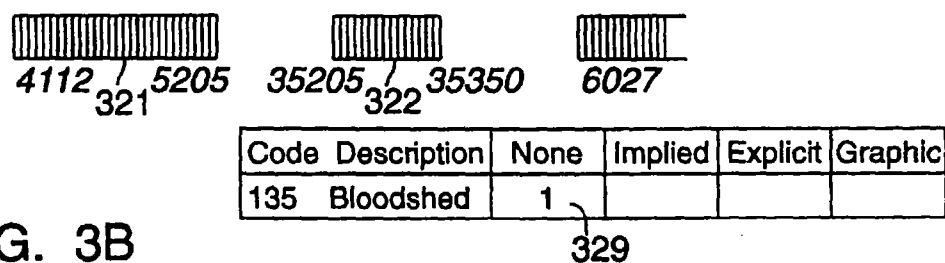 4112 321 5205 35205 322 35350 6027
Code Description None Implied Explicit Graphic
135 Bloodshed 1
329
G. 3B